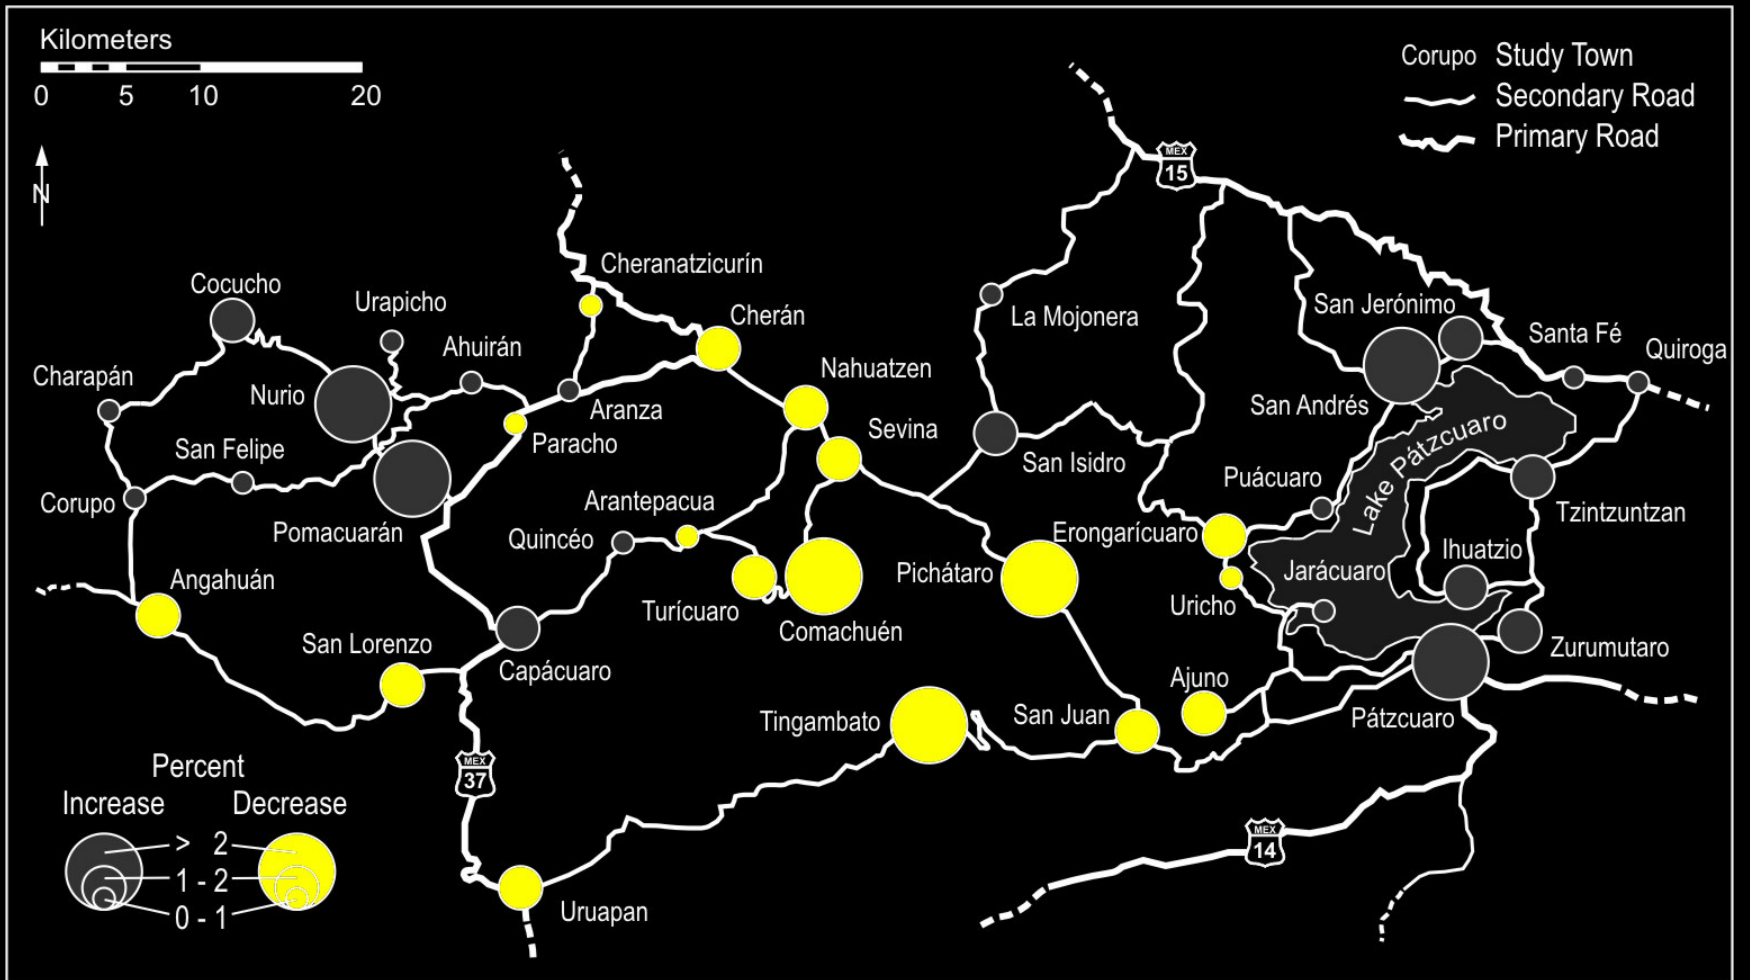 Kilometers
0 5 10 20
N
Corupo Study Town
Secondary Road
Primary Road
MEX
15
Cheranatzicurín
Cocucho
Urapicho
Cherán
La Mojonera
San Jerónimo
Santa Fé
Quiroga
Ahuirán
Charapán
Nahuatzen
Nurio
Aranza
San Andrés
Paracho
Sevina
San Felipe
San Isidro
Lake Pátzcuaro
Puácuaro
Corupo
Arantepacua
Tzintzuntzan
Pomacuarán
Quincéo
Erongarícuaro
Ihuatzio
Angahuán
Pichátaro
Jarácuaro
Turícuaro
Uricho
Comachuén
San Lorenzo
Zurumutaro
Capácuaro
Ajuno
Tingambato
San Juan
Pátzcuaro
MEX
37
Percent
Increase Decrease
> 2
1 - 2
0 - 1
MEX
14
Uruapan